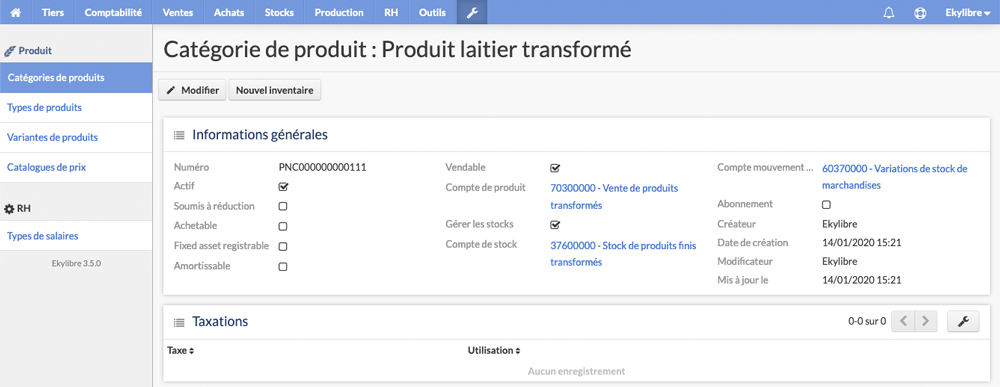 Tiers Comptabilité Ventes Achats Stocks Production RH Outils Ekylibre
Produit
Catégories de produits
Types de produits
Variantes de produits
Catalogues de prix
RH
Types de salaires
Ekylibre 3.5.0
Catégorie de produit : Produit laitier transformé
Modifier Nouvel inventaire
Informations générales
Numéro PNC000000000111
Actif
Soumis à réduction
Achetable
Fixed asset registrable
Amortissable
Vendable
Compte de produit 70300000 - Vente de produits
transformés
Gérer les stocks
Compte de stock 37600000 - Stock de produits finis
transformés
Compte mouvement ... 60370000 - Variations de stock de
marchandises
Abonnement
Créateur Ekylibre
Date de création 14/01/2020 15:21
Modificateur Ekylibre
Mis à jour le 14/01/2020 15:21
Taxations 0-0 sur 0
Taxe Utilisation
Aucun enregistrement